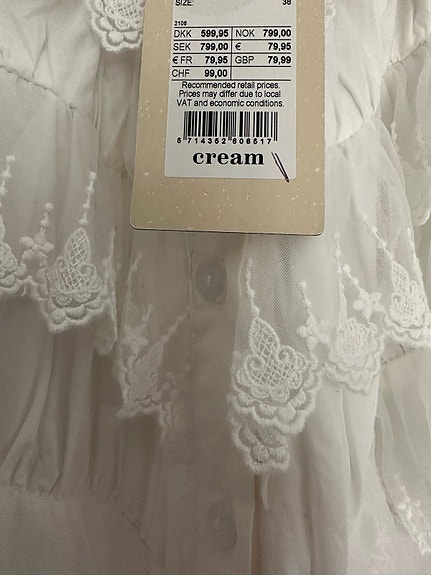 SIZE: 38
2106
DKK 599,95 NOK 799,00
SEK 799,00 € 79,95
€ FR 79,95 GBP 79,99
CHF 99,00
Recommended retail prices.
Prices may differ due to local
VAT and economic conditions.
5 714352 806517
cream